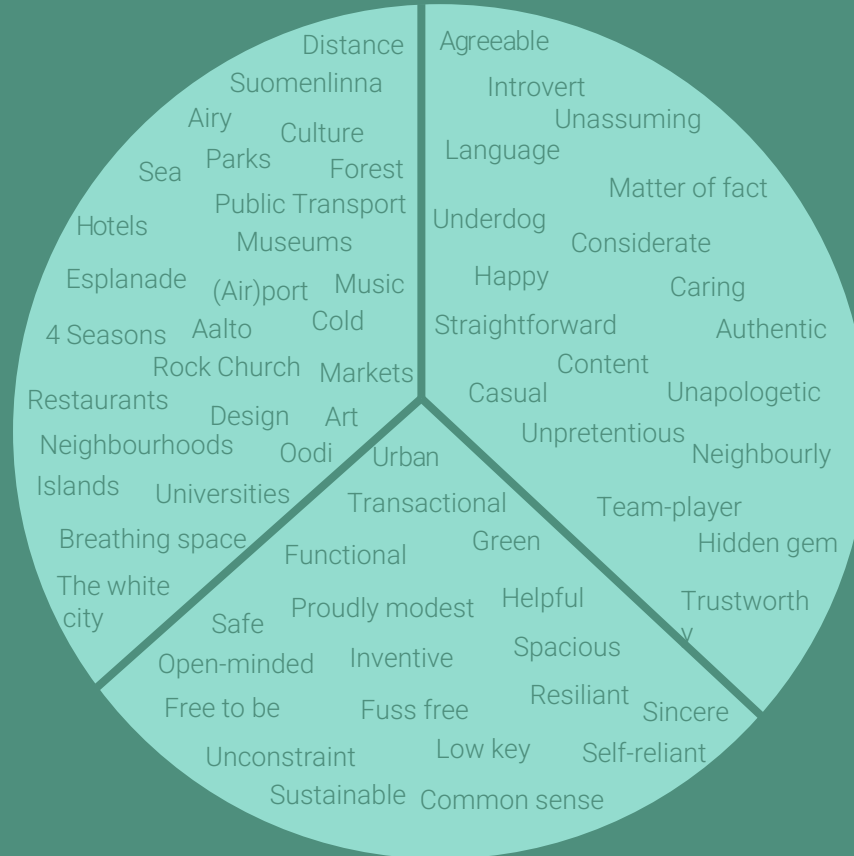 Distance
Suomenlinna
Airy
Culture
Parks
Sea
Forest
Public Transport
Hotels
Museums
Esplanade
(Air)port
Music
4 Seasons
Aalto
Cold
Rock Church
Markets
Restaurants
Design
Art
Neighbourhoods
Oodi
Islands
Universities
Breathing space
The white
city
Agreeable
Introvert
Unassuming
Language
Matter of fact
Underdog
Considerate
Happy
Caring
Straightforward
Authentic
Content
Casual
Unapologetic
Unpretentious
Neighbourly
Team-player
Hidden gem
Trustworth
y
Urban
Transactional
Green
Functional
Helpful
Proudly modest
Safe
Spacious
Open-minded
Inventive
Resiliant
Free to be
Fuss free
Sincere
Low key
Unconstraint
Self-reliant
Sustainable
Common sense